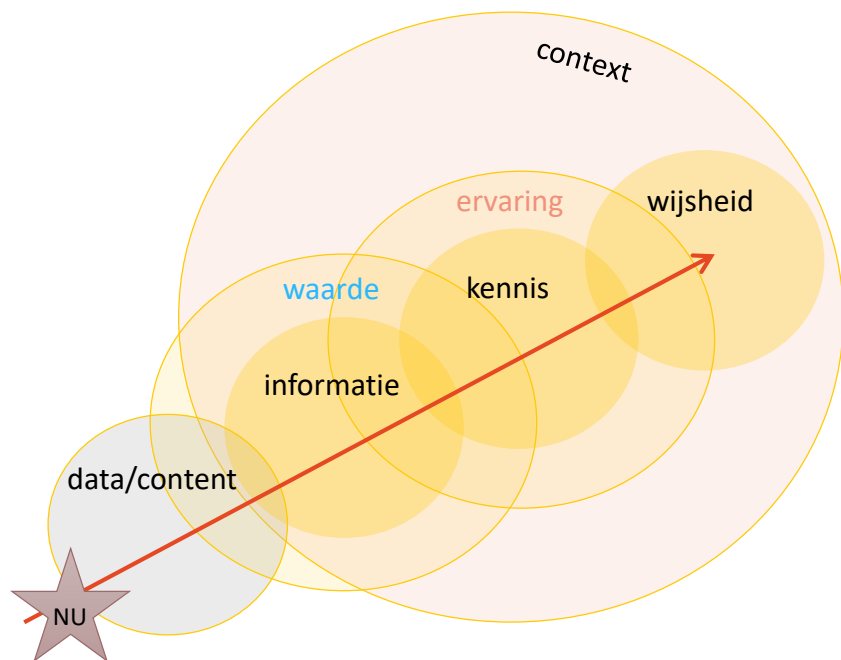 context
wijsheid
ervaring
kennis
waarde
informatie
data/content
NU